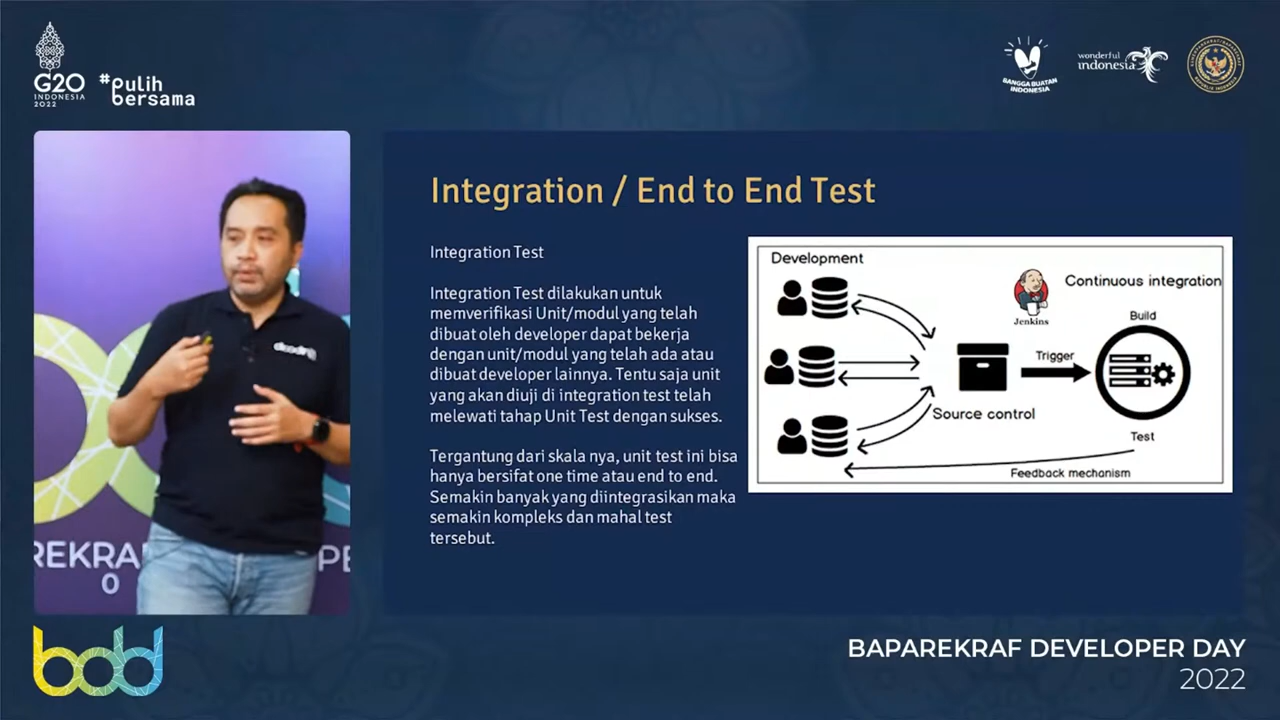 G20
INDONESIA
2022
#pulih
bersama
BANGGA BUATAN
INDONESIA
wonderful
indonesia
Integration / End to End Test
Integration Test
Integration Test dilakukan untuk
memverifikasi Unit/modul yang telah
dibuat oleh developer dapat bekerja
dengan unit/modul yang telah ada atau
dibuat developer lainnya. Tentu saja unit
yang akan diuji di integration test telah
melewati tahap Unit Test dengan sukses.
Tergantung dari skala nya, unit test ini bisa
hanya bersifat one time atau end to end.
Semakin banyak yang diintegrasikan maka
semakin kompleks dan mahal test
tersebut.
Development
Continuous integration
Jenkins
Build
Trigger
Source control
Test
Feedback mechanism
dicoding
REKRA
PE
0
bdd
BAPAREKRAF DEVELOPER DAY
2022